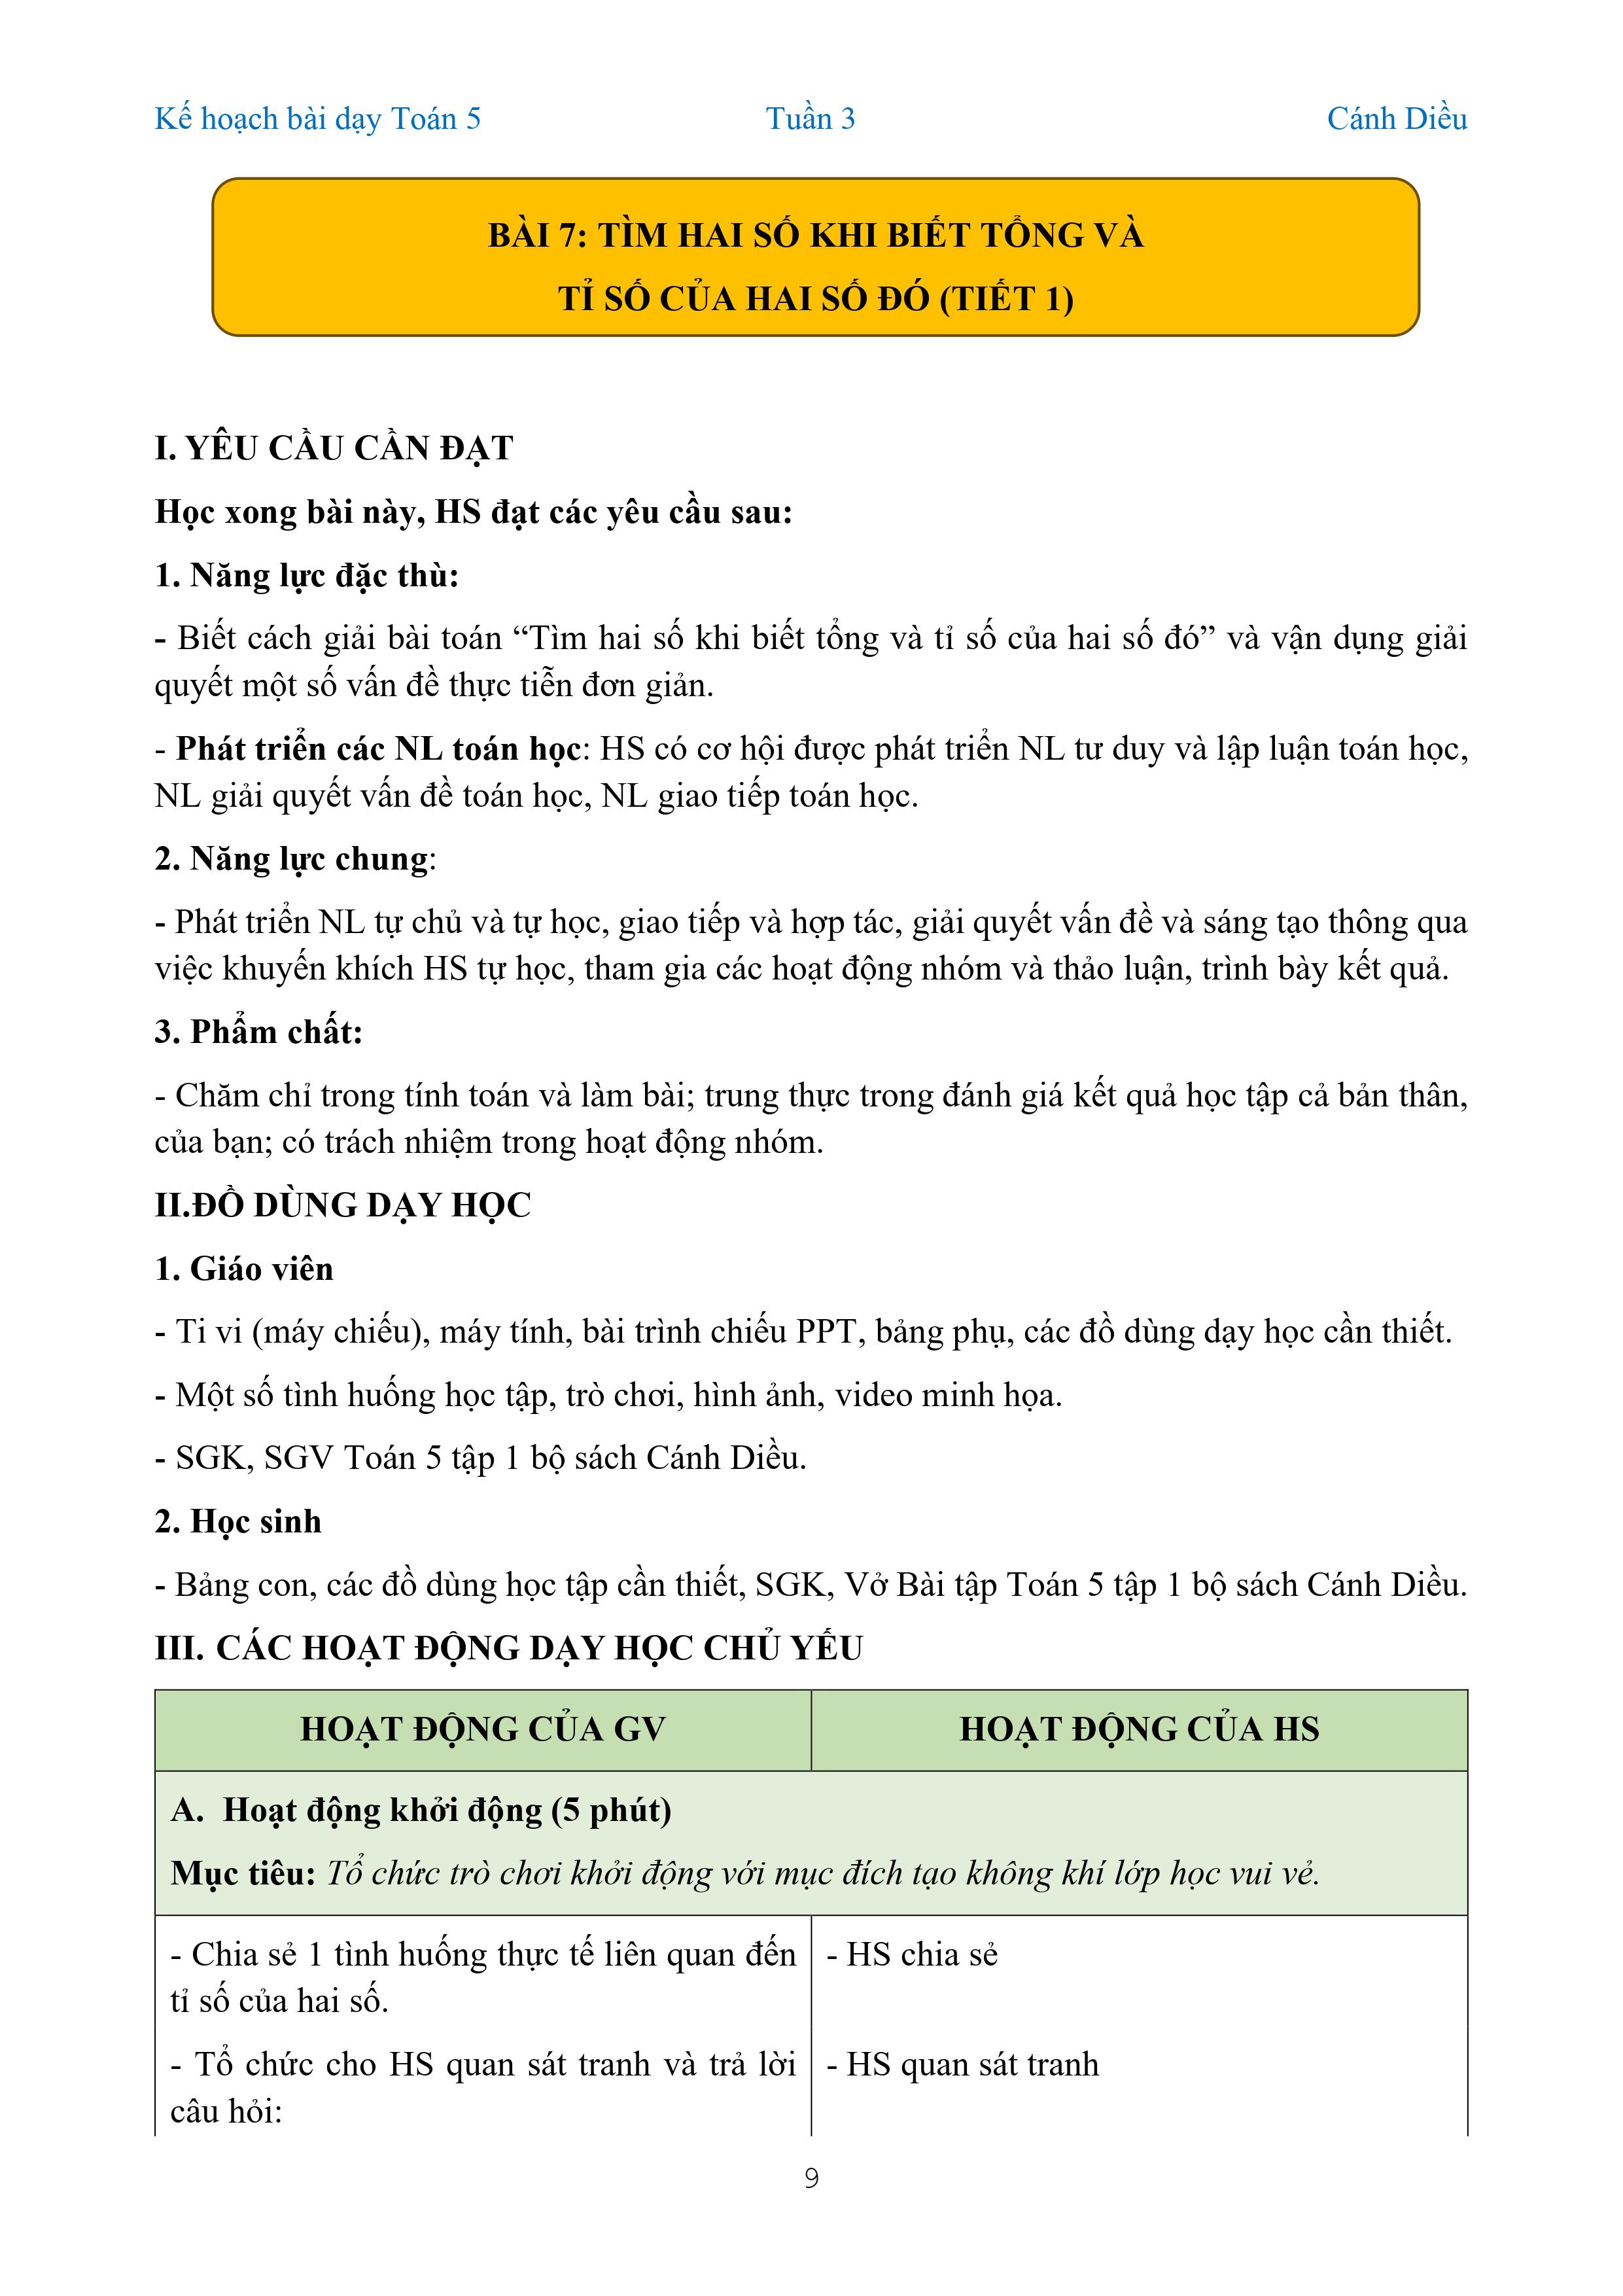 Kế hoạch bài dạy Toán 5 Tuần 3 Cánh Diều
BÀI 7: TÌM HAI SỐ KHI BIẾT TỔNG VÀ
TỈ SỐ CỦA HAI SỐ ĐÓ (TIẾT 1)
I. YÊU CẦU CẦN ĐẠT
Học xong bài này, HS đạt các yêu cầu sau:
1. Năng lực đặc thù:
- Biết cách giải bài toán “Tìm hai số khi biết tổng và tỉ số của hai số đó” và vận dụng giải
quyết một số vấn đề thực tiễn đơn giản.
- Phát triển các NL toán học: HS có cơ hội được phát triển NL tư duy và lập luận toán học,
NL giải quyết vấn đề toán học, NL giao tiếp toán học.
2. Năng lực chung:
- Phát triển NL tự chủ và tự học, giao tiếp và hợp tác, giải quyết vấn đề và sáng tạo thông qua
việc khuyến khích HS tự học, tham gia các hoạt động nhóm và thảo luận, trình bày kết quả.
3. Phẩm chất:
- Chăm chỉ trong tính toán và làm bài; trung thực trong đánh giá kết quả học tập cả bản thân,
của bạn; có trách nhiệm trong hoạt động nhóm.
II.ĐỒ DÙNG DẠY HỌC
1. Giáo viên
- Ti vi (máy chiếu), máy tính, bài trình chiếu PPT, bảng phụ, các đồ dùng dạy học cần thiết.
- Một số tình huống học tập, trò chơi, hình ảnh, video minh họa.
- SGK, SGV Toán 5 tập 1 bộ sách Cánh Diều.
2. Học sinh
- Bảng con, các đồ dùng học tập cần thiết, SGK, Vở Bài tập Toán 5 tập 1 bộ sách Cánh Diều.
III. CÁC HOẠT ĐỘNG DẠY HỌC CHỦ YẾU
HOẠT ĐỘNG CỦA GV HOẠT ĐỘNG CỦA HS
A. Hoạt động khởi động (5 phút)
Mục tiêu: Tổ chức trò chơi khởi động với mục đích tạo không khí lớp học vui vẻ.
- Chia sẻ 1 tình huống thực tế liên quan đến
tỉ số của hai số.
- HS chia sẻ
- Tổ chức cho HS quan sát tranh và trả lời
câu hỏi:
- HS quan sát tranh
9